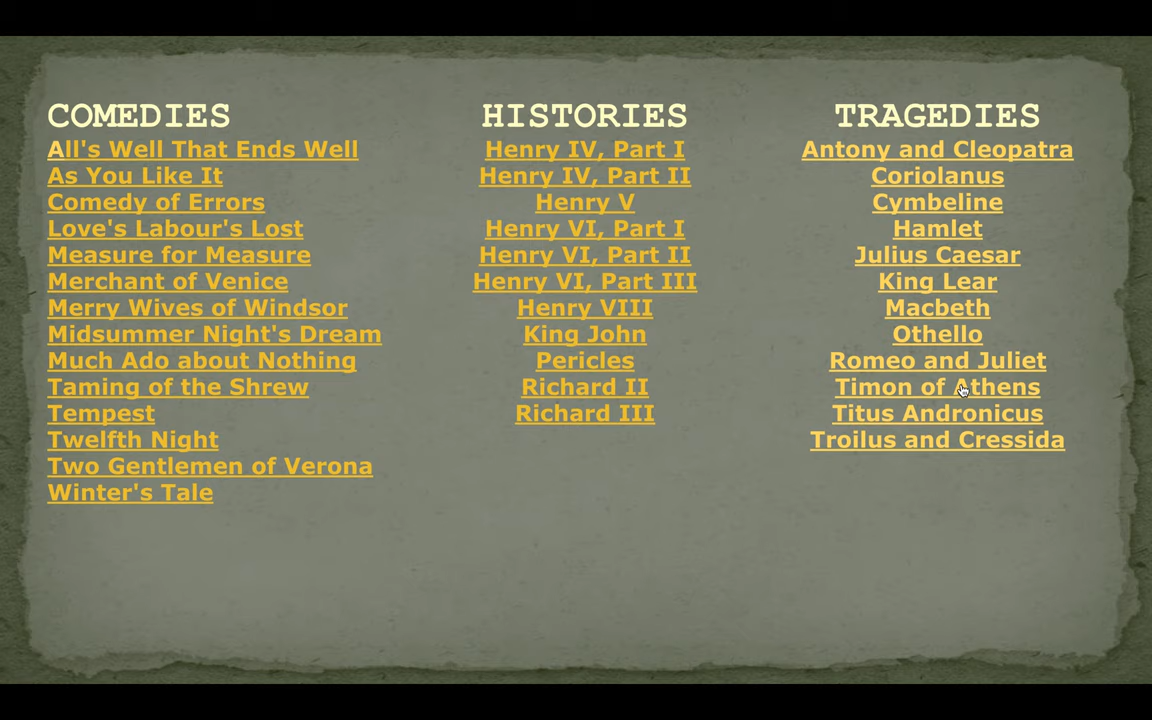 COMEDIES
All's Well That Ends Well
As You Like It
Comedy of Errors
Love's Labour's Lost
Measure for Measure
Merchant of Venice
Merry Wives of Windsor
Midsummer Night's Dream
Much Ado about Nothing
Taming of the Shrew
Tempest
Twelfth Night
Two Gentlemen of Verona
Winter's Tale
HISTORIES
Henry IV, Part I
Henry IV, Part II
Henry V
Henry VI, Part I
Henry VI, Part II
Henry VI, Part III
Henry VIII
King John
Pericles
Richard II
Richard III
TRAGEDIES
Antony and Cleopatra
Coriolanus
Cymbeline
Hamlet
Julius Caesar
King Lear
Macbeth
Othello
Romeo and Juliet
Timon of Athens
Titus Andronicus
Troilus and Cressida